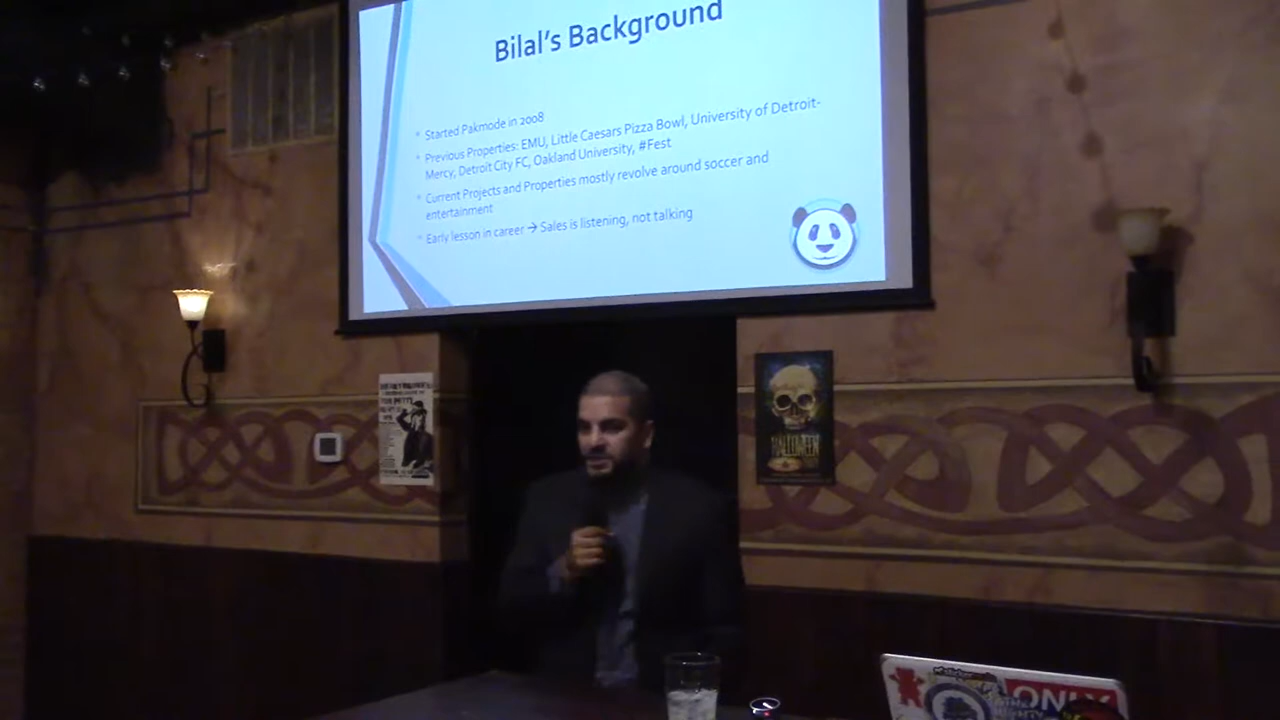 Bilal's Background
Started Pakmode in 2008
Previous Properties: EMU, Little Caesars Pizza Bowl, University of Detroit-
Mercy, Detroit City FC, Oakland University, #Fest
Current Projects and Properties mostly revolve around soccer and
entertainment
Early lesson in career → Sales is listening, not talking
HALLOWEEN
ONLY